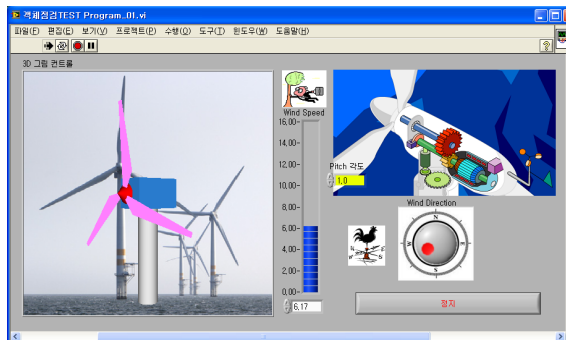 객체점검TEST Program_01.vi
파일(F) 편집(E) 보기(V) 프로젝트(P) 수행(O) 도구(T) 윈도우(W) 도움말(H)
3D 그림 컨트롤
Wind Speed
16.00
14.00
12.00
10.00
8.00
6.00
4.00
2.00
0.00
6.17
Pitch 각도
1.0
Wind Direction
N
W
E
S
정지